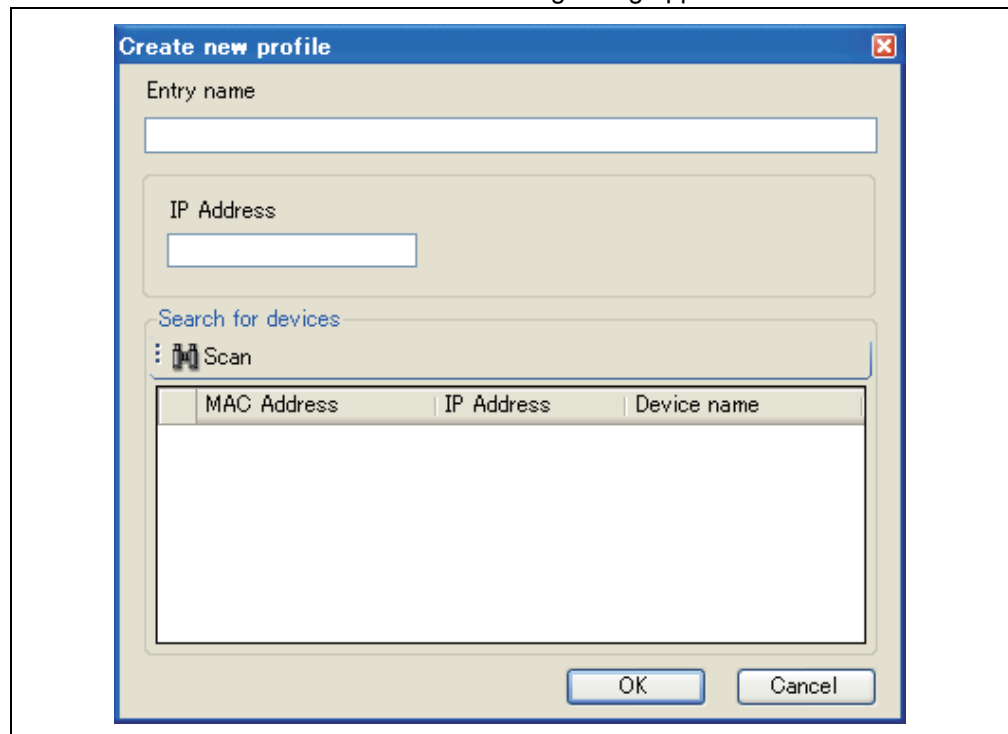 Create new profile
Entry name
IP Address
Search for devices
Scan
MAC Address IP Address Device name
OK Cancel